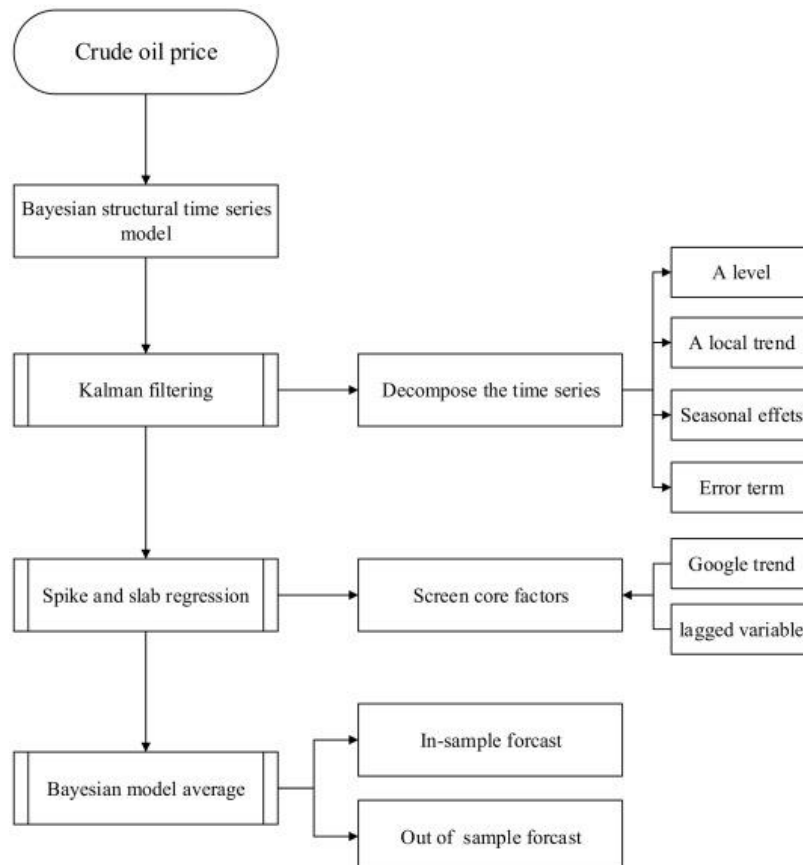 Crude oil price
Bayesian structural time series
model
A level
A local trend
Kalman filtering
Decompose the time series
Seasonal effets
Error term
Google trend
Spike and slab regression
Screen core factors
lagged variable
In-sample forcast
Bayesian model average
Out of sample forcast